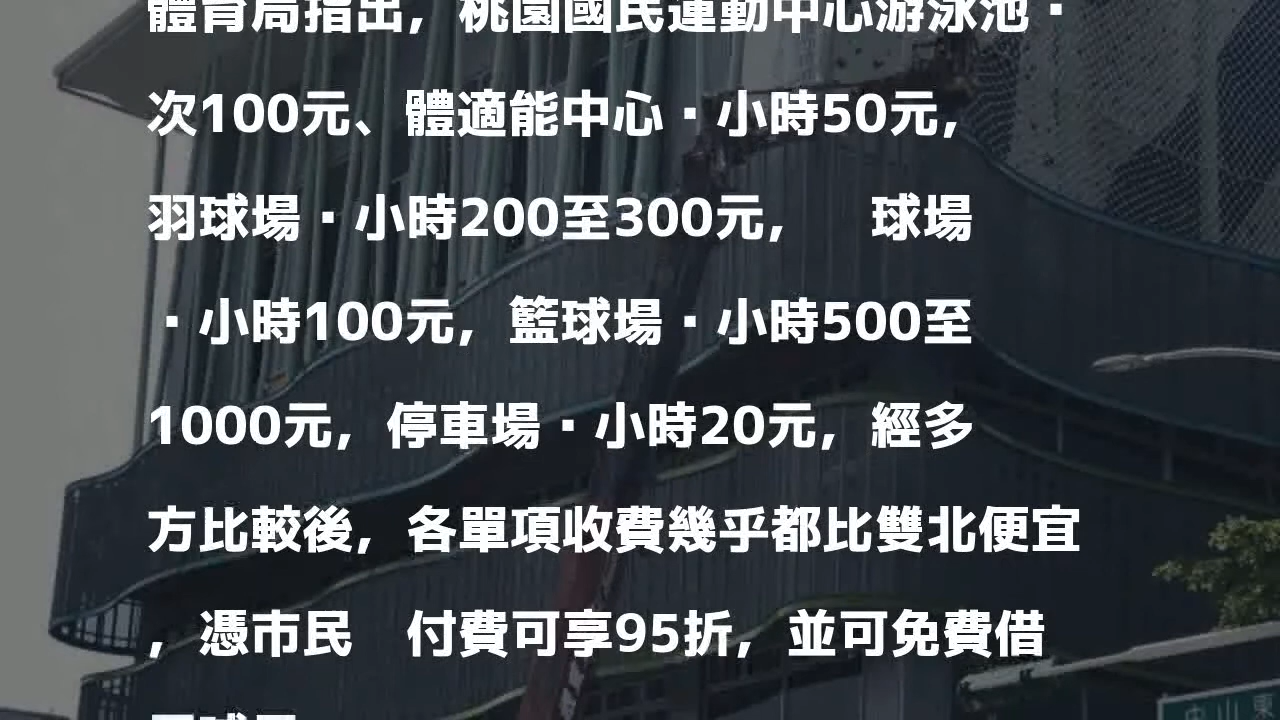 體育局指出，桃園國民運動中心游泳池·
次100元、體適能中心·小時50元，
羽球場·小時200至300元，　球場
·小時100元，籃球場·小時500至
1000元，停車場·小時20元，經多
方比較後，各單項收費幾乎都比雙北便宜
，憑市民　付費可享95折，並可免費借
中山東